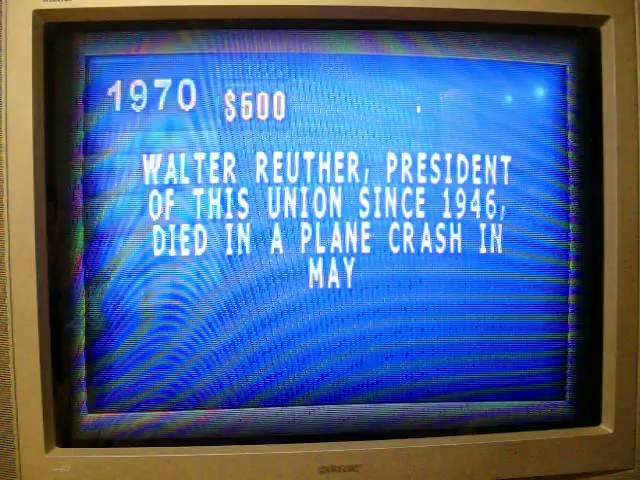 1970 $500
WALTER REUTHER, PRESIDENT
OF THIS UNION SINCE 1946,
DIED IN A PLANE CRASH IN
MAY